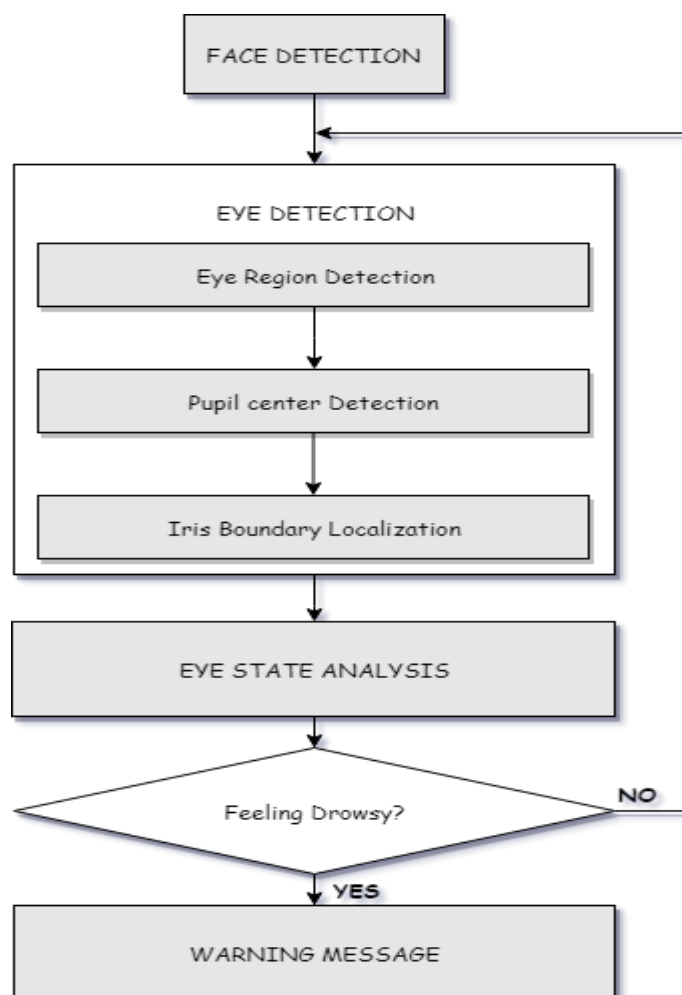 FACE DETECTION
EYE DETECTION
Eye Region Detection
Pupil center Detection
Iris Boundary Localization
EYE STATE ANALYSIS
Feeling Drowsy?
NO
YES
WARNING MESSAGE